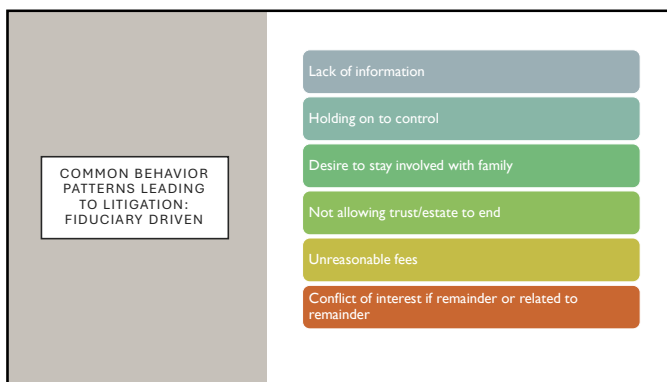 COMMON BEHAVIOR
PATTERNS LEADING
TO LITIGATION:
FIDUCIARY DRIVEN
Lack of information
Holding on to control
Desire to stay involved with family
Not allowing trust/estate to end
Unreasonable fees
Conflict of interest if remainder or related to
remainder